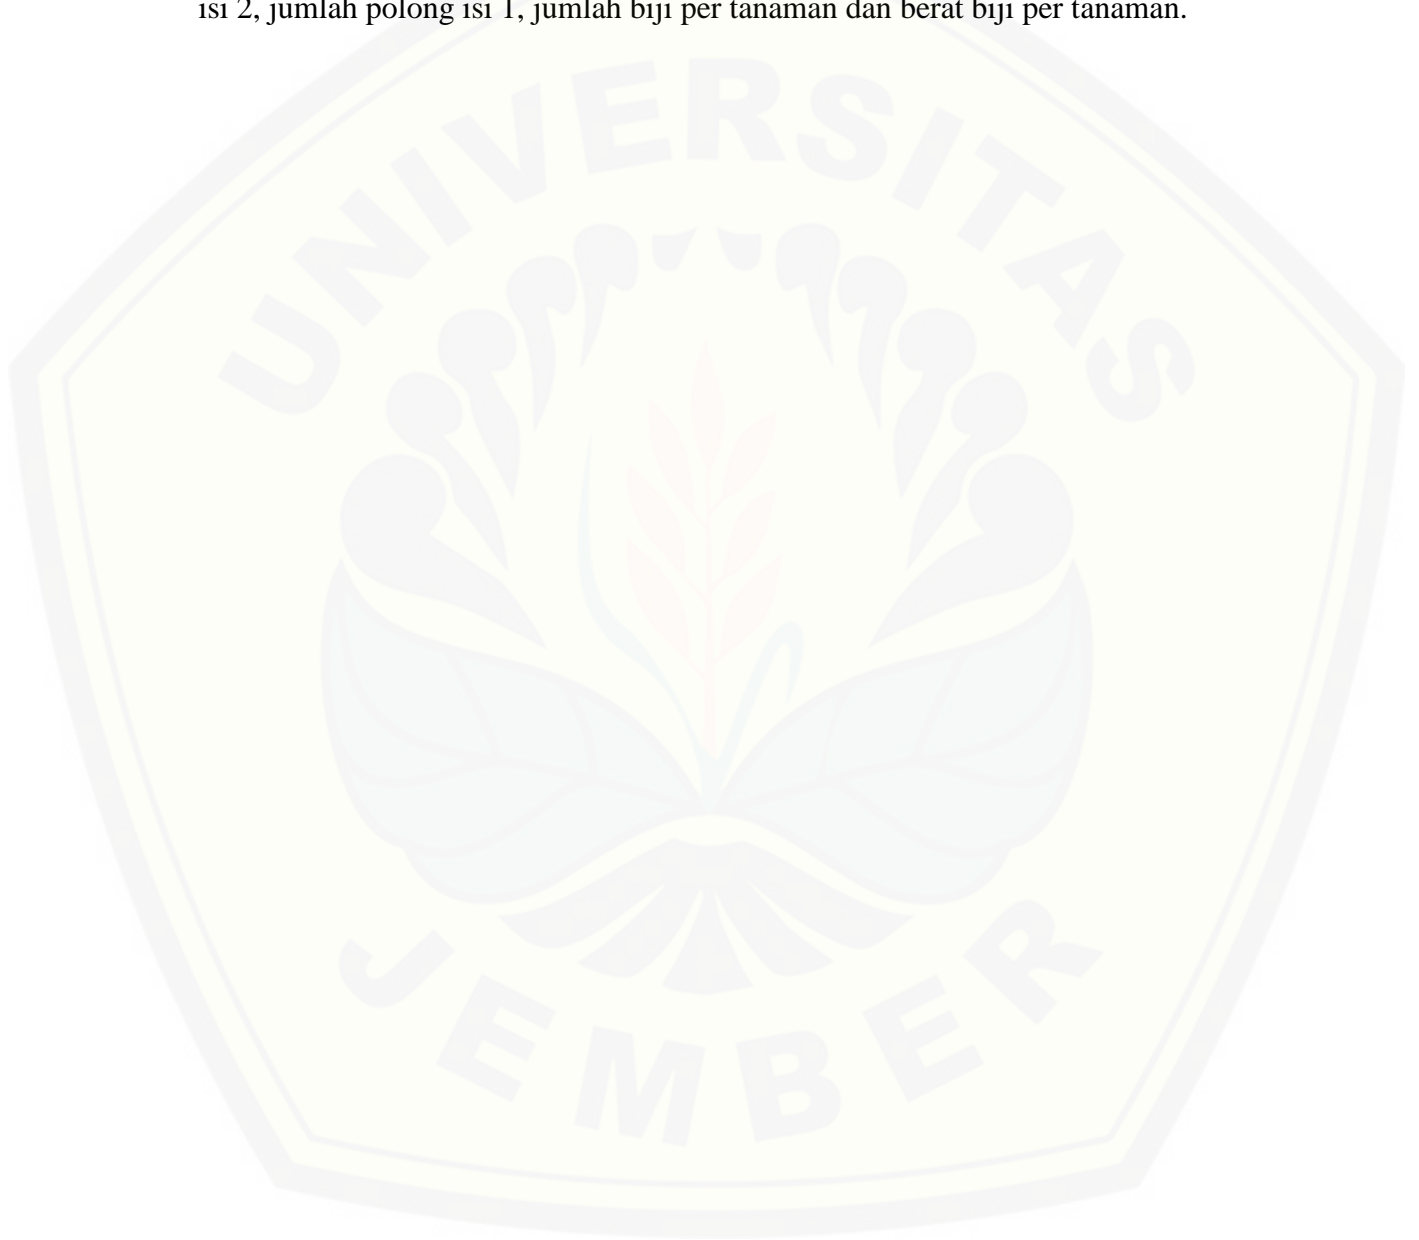 isi 2, jumlah polong isi 1, jumlah biji per tanaman dan berat biji per tanaman.
UNIVERSITAS
JEMBER